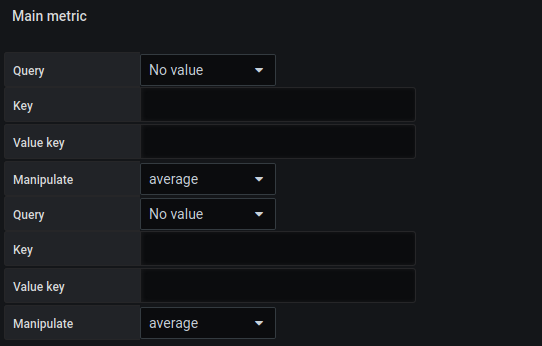 Main metric
Query No value
Key
Value key
Manipulate average
Query No value
Key
Value key
Manipulate average